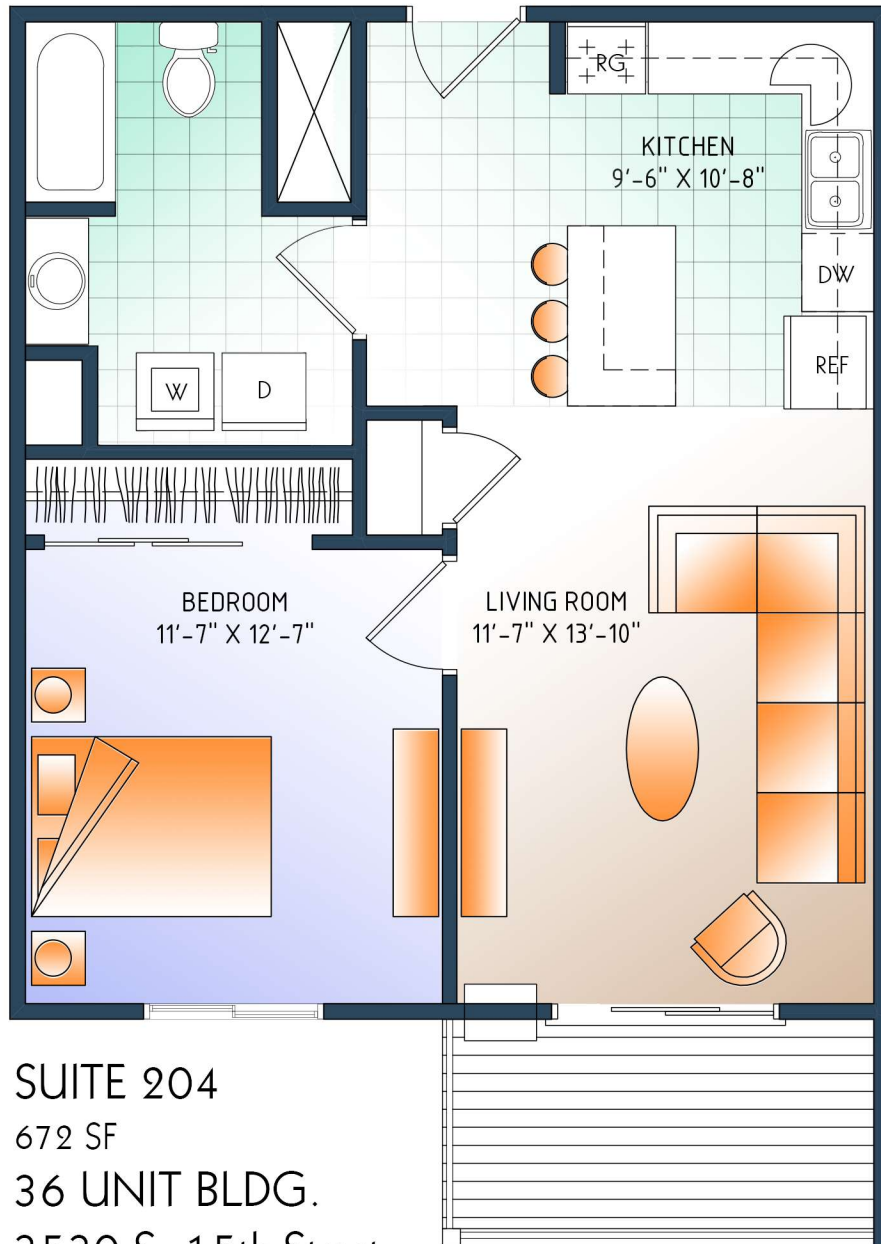 RG
KITCHEN
9'-6" X 10'-8"
DW
REF
W
D
BEDROOM
11'-7" X 12'-7"
LIVING ROOM
11'-7" X 13'-10"
SUITE 204
672 SF
36 UNIT BLDG.